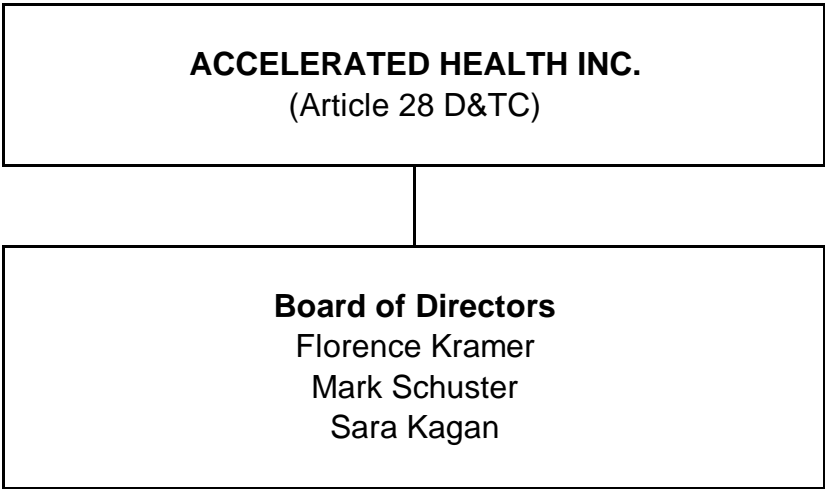 ACCELERATED HEALTH INC.
(Article 28 D&TC)
Board of Directors
Florence Kramer
Mark Schuster
Sara Kagan